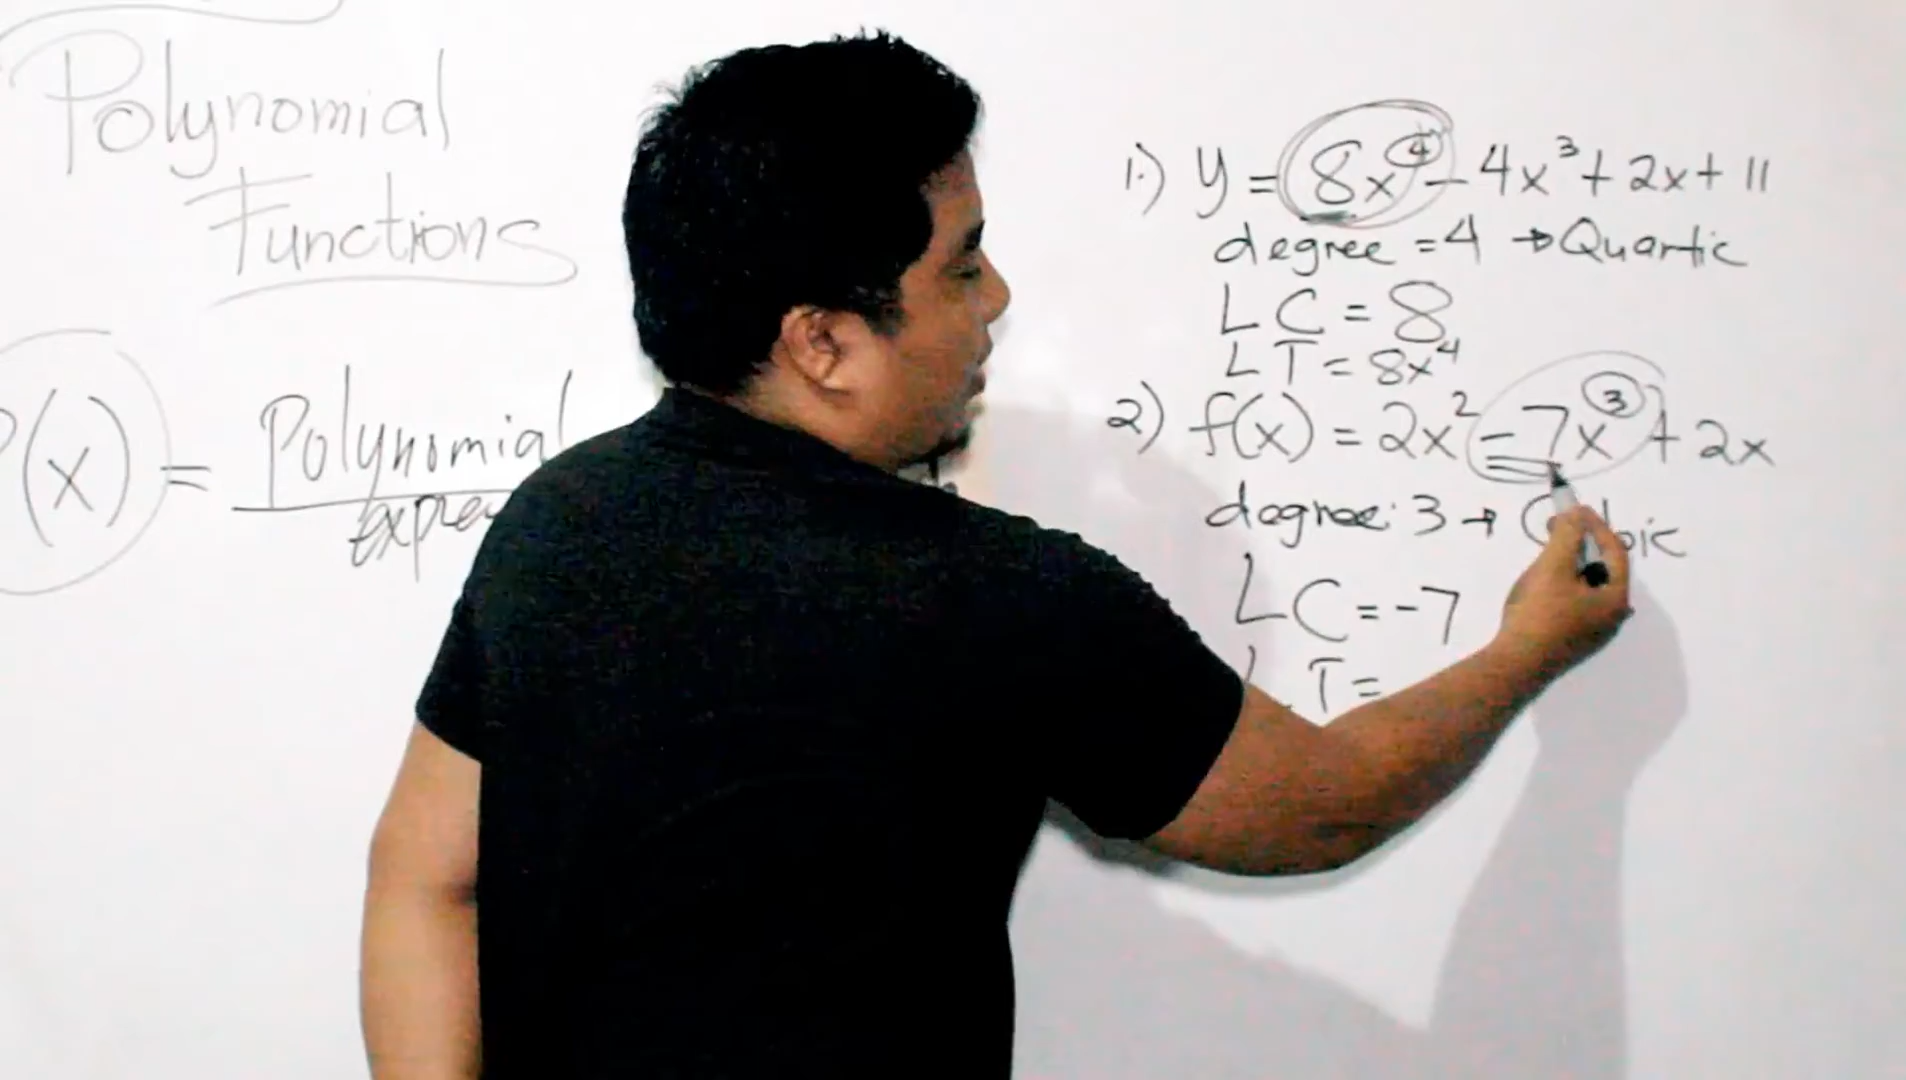 Polynomial
Functions
(x) = Polynomial
1.) y = 8x⁴ - 4x³ + 2x + 11
degree = 4 → Quartic
LC = 8
LT = 8x⁴
2) f(x) = 2x² - 7x³ + 2x
degree: 3 →
LC = -7
LT =